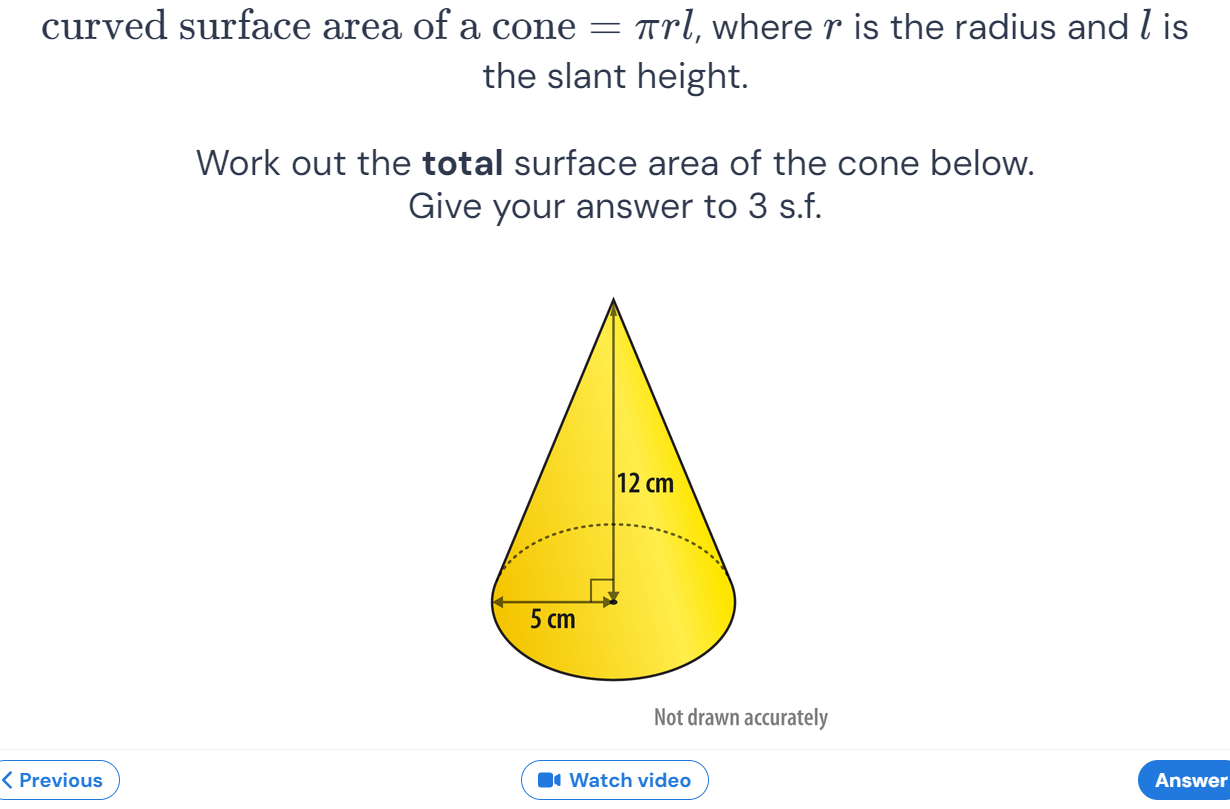 curved surface area of a cone = πrl, where r is the radius and l is
the slant height.
Work out the total surface area of the cone below.
Give your answer to 3 s.f.
12 cm
5 cm
Not drawn accurately
Previous
Watch video
Answer